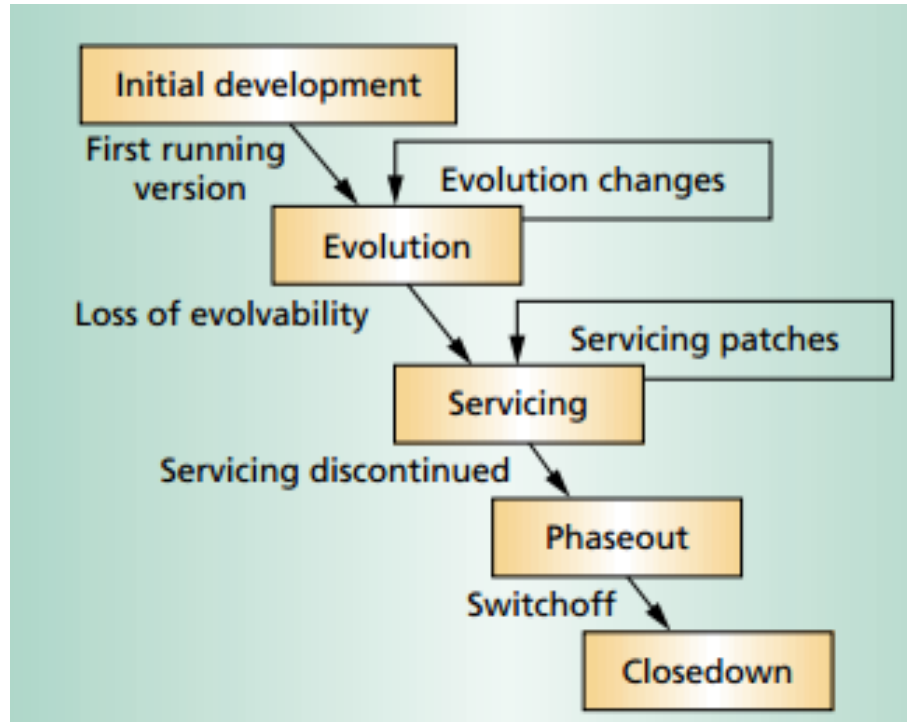 Initial development
First running
version
Evolution changes
Evolution
Loss of evolvability
Servicing patches
Servicing
Servicing discontinued
Phaseout
Switchoff
Closedown